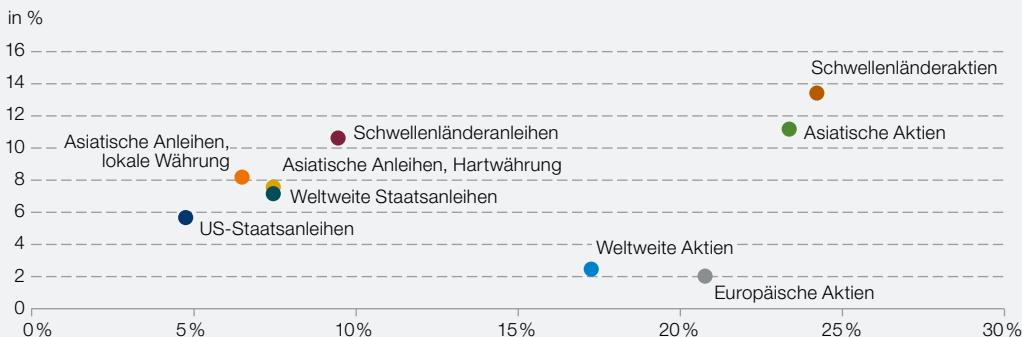 in %
16
14
12
10
8
6
4
2
0
Schwellenländeraktien
Asiatische Aktien
Schwellenländeranleihen
Asiatische Anleihen,
lokale Währung
Asiatische Anleihen, Hartwährung
Weltweite Staatsanleihen
US-Staatsanleihen
Weltweite Aktien
Europäische Aktien
0 % 5 % 10 % 15 % 20 % 25 % 30 %